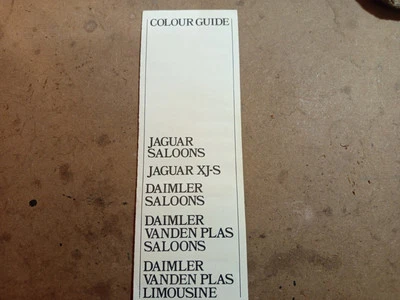 COLOUR GUIDE
JAGUAR
SALOONS
JAGUAR XJ-S
DAIMLER
SALOONS
DAIMLER
VANDEN PLAS
SALOONS
DAIMLER
VANDEN PLAS
LIMOUSINE